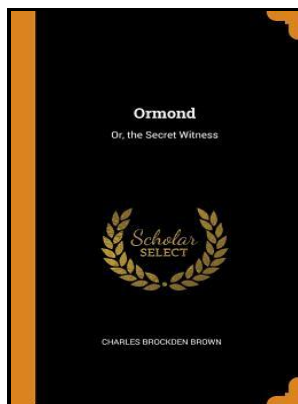 Ormond
Or, the Secret Witness
Scholar
SELECT
CHARLES BROCKDEN BROWN